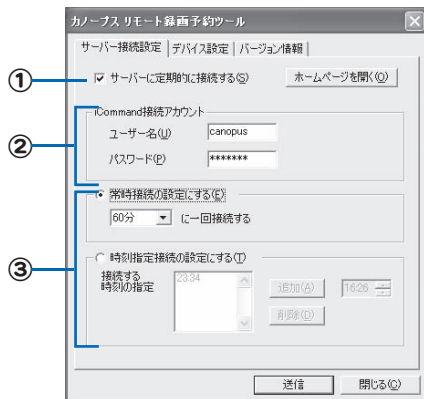 カノープス リモート録画予約ツール
サーバー接続設定 デバイス設定 バージョン情報
① サーバーに定期的に接続する(S) ホームページを開く(O)
iCommand接続アカウント
② ユーザー名(U) canopus
パスワード(P) *******
常時接続の設定にする(E)
60分 に一回接続する
③ 時刻指定接続の設定にする(T)
接続する 23:34
時刻の指定 追加(A) 16:26
削除(D)
送信 閉じる(C)